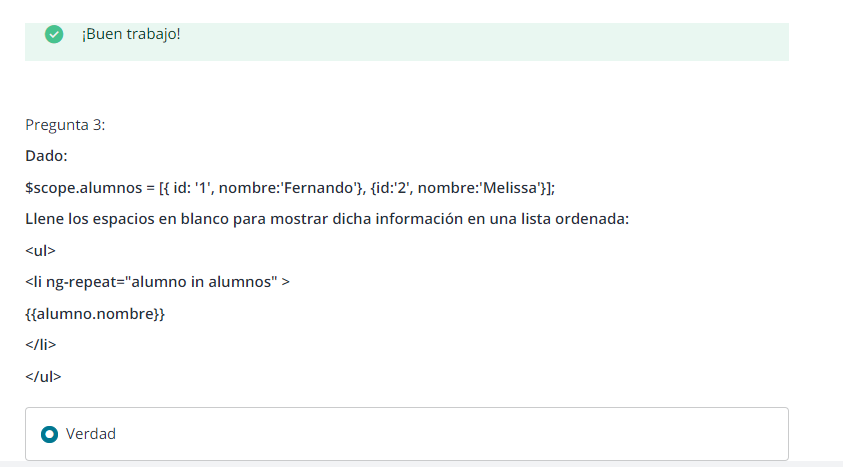 ¡Buen trabajo!
Pregunta 3:
Dado:
$scope.alumnos = [{ id: '1', nombre:'Fernando'}, {id:'2', nombre:'Melissa'}];
Llene los espacios en blanco para mostrar dicha información en una lista ordenada:
<ul>
<li ng-repeat="alumno in alumnos" >
{{alumno.nombre}}
</li>
</ul>
Verdad